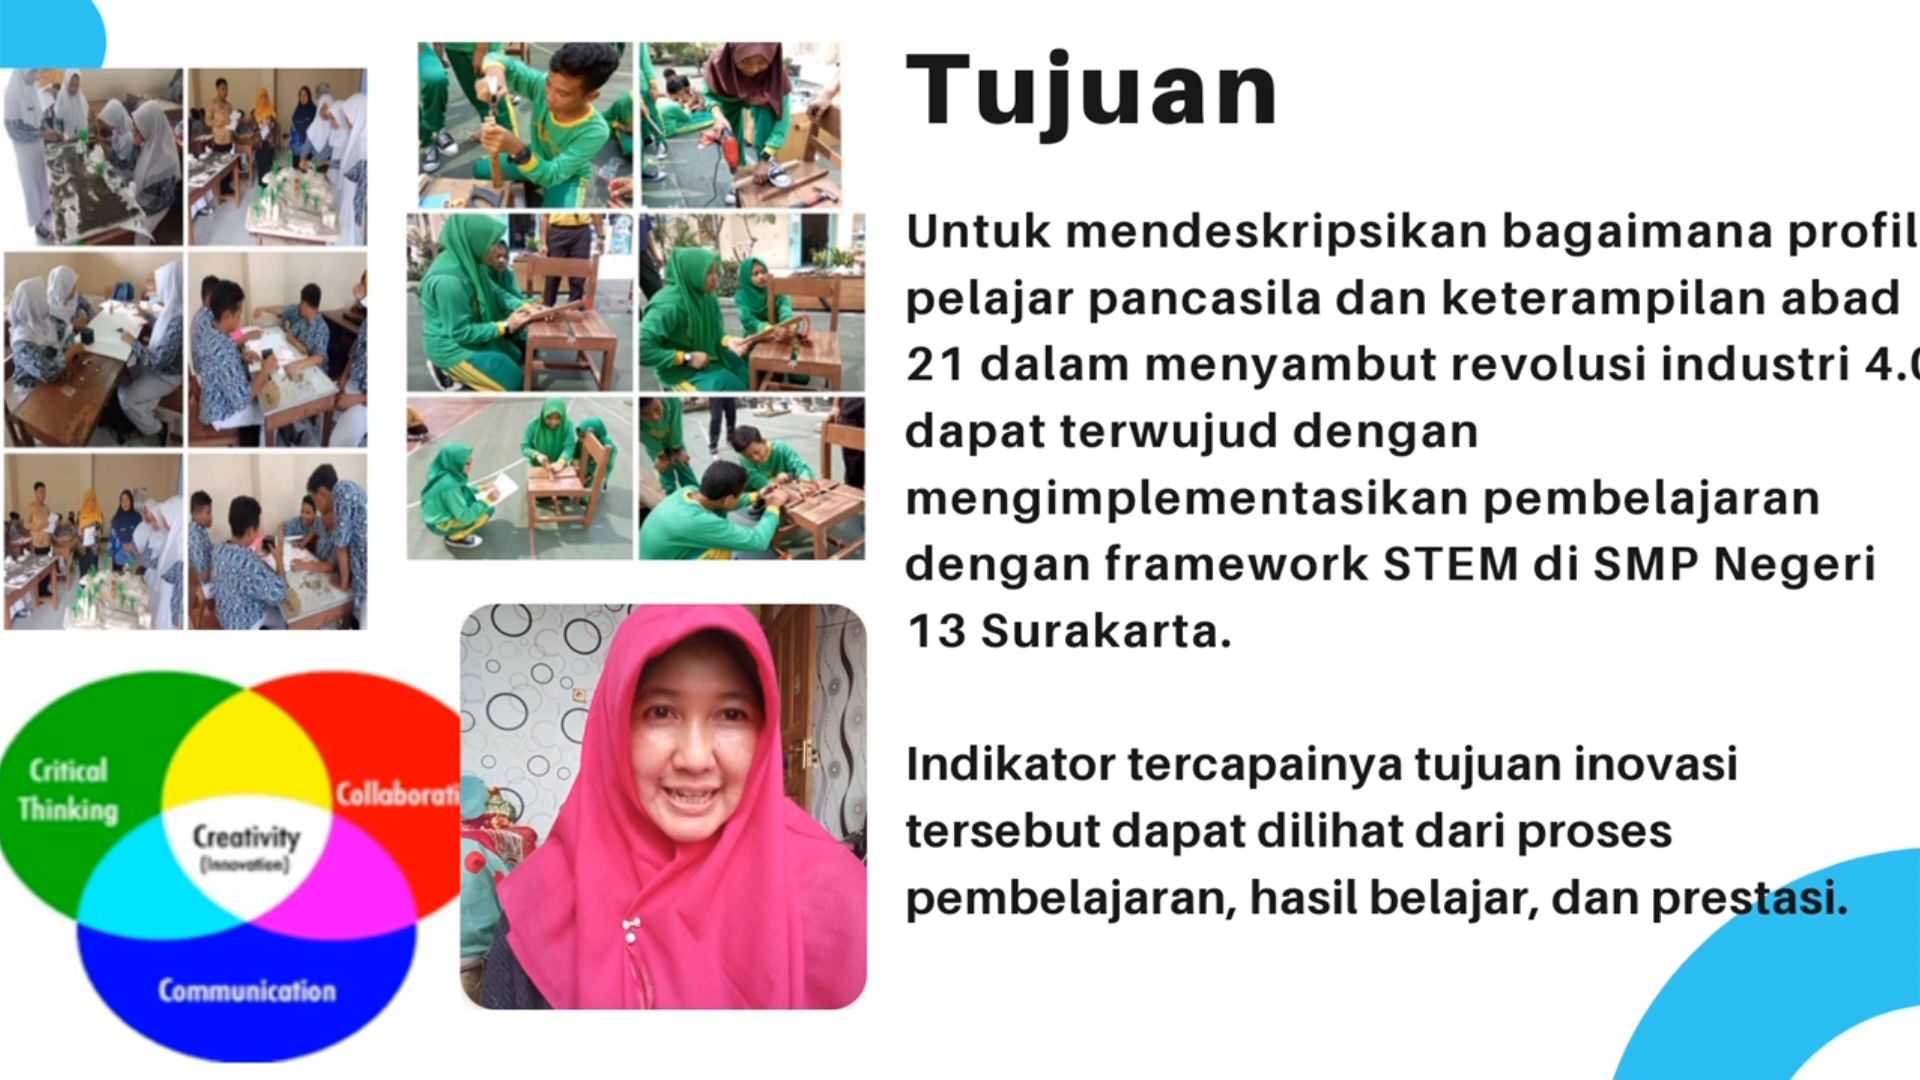 Tujuan
Untuk mendeskripsikan bagaimana profil
pelajar pancasila dan keterampilan abad
21 dalam menyambut revolusi industri 4.0
dapat terwujud dengan
mengimplementasikan pembelajaran
dengan framework STEM di SMP Negeri
13 Surakarta.
Indikator tercapainya tujuan inovasi
tersebut dapat dilihat dari proses
pembelajaran, hasil belajar, dan prestasi.
Critical
Thinking
Collaborati
Creativity
(Innovation)
Communication